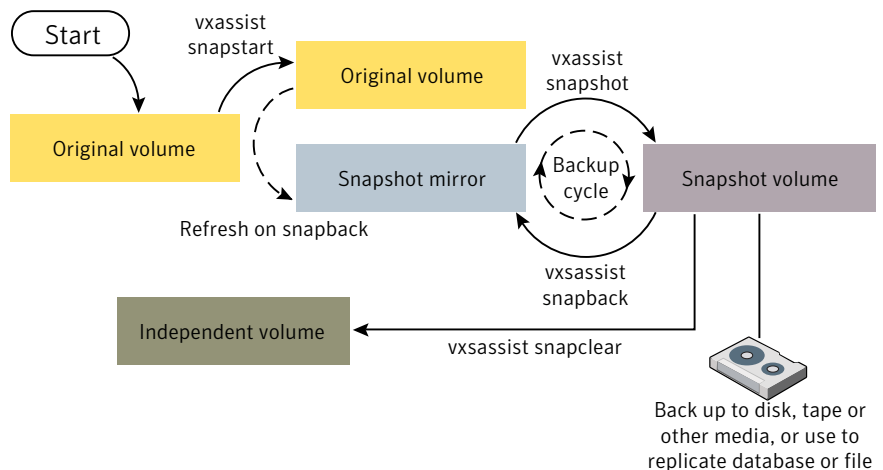 Start
vxassist
snapstart
Original volume
vxassist
snapshot
Original volume
Snapshot mirror
Backup
cycle
Snapshot volume
Refresh on snapback
vxsassist
snapback
Independent volume
vxsassist snapclear
Back up to disk, tape or
other media, or use to
replicate database or file